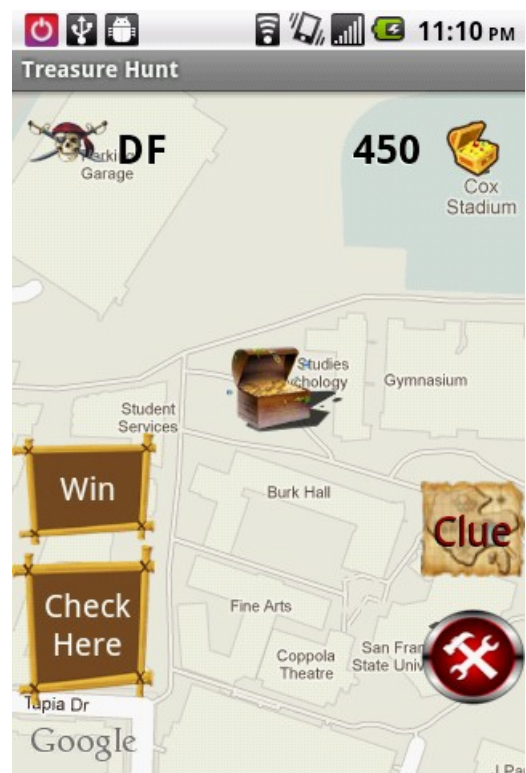 11:10 PM
Treasure Hunt
DF
450
Garage
Cox
Stadium
Studies
Gymnasium
Student
Services
Win
Burk Hall
Clue
Check
Here
Fine Arts
Coppola
Theatre
San Fran
State Univ
Tapia Dr
Google